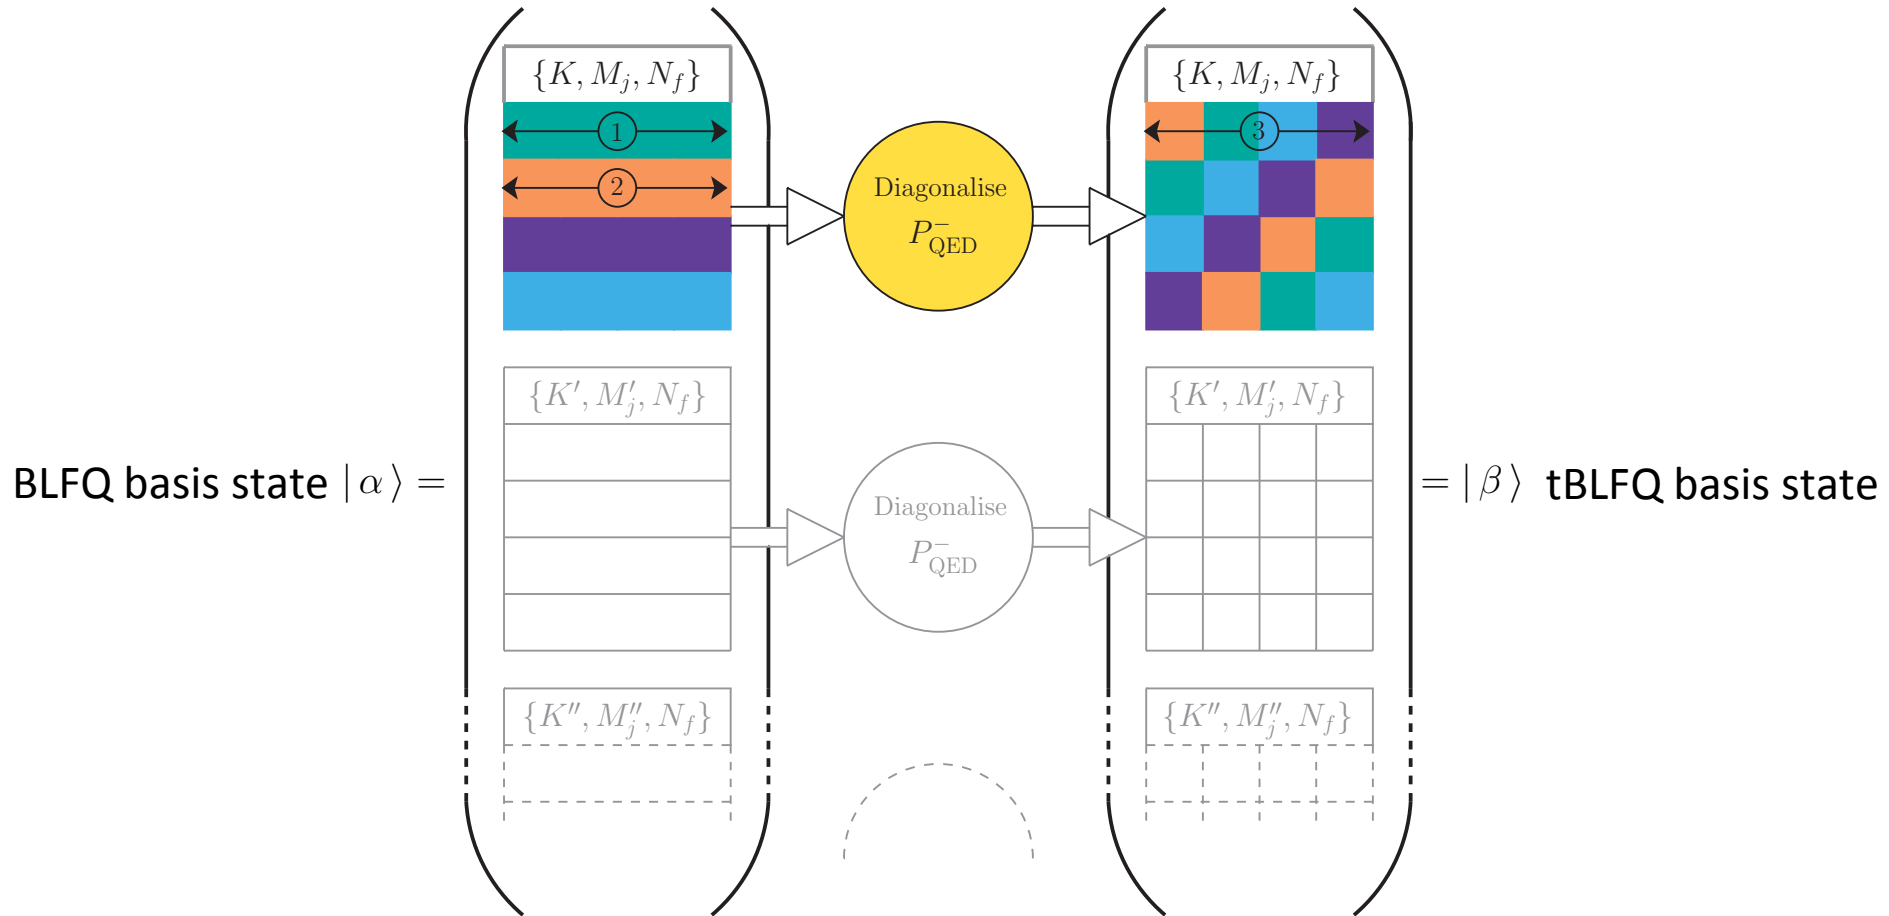 {K, M_j, N_f}
1
2
Diagonalise
P^-_QED
{K, M_j, N_f}
3
{K′, M′_j, N_f}
Diagonalise
P^-_QED
{K′, M′_j, N_f}
BLFQ basis state | α ⟩ =
= | β ⟩ tBLFQ basis state
{K″, M″_j, N_f}
{K″, M″_j, N_f}